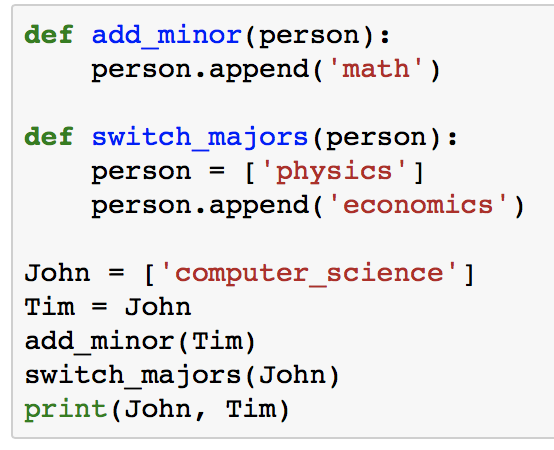 def add_minor(person):
    person.append('math')

def switch_majors(person):
    person = ['physics']
    person.append('economics')

John = ['computer_science']
Tim = John
add_minor(Tim)
switch_majors(John)
print(John, Tim)